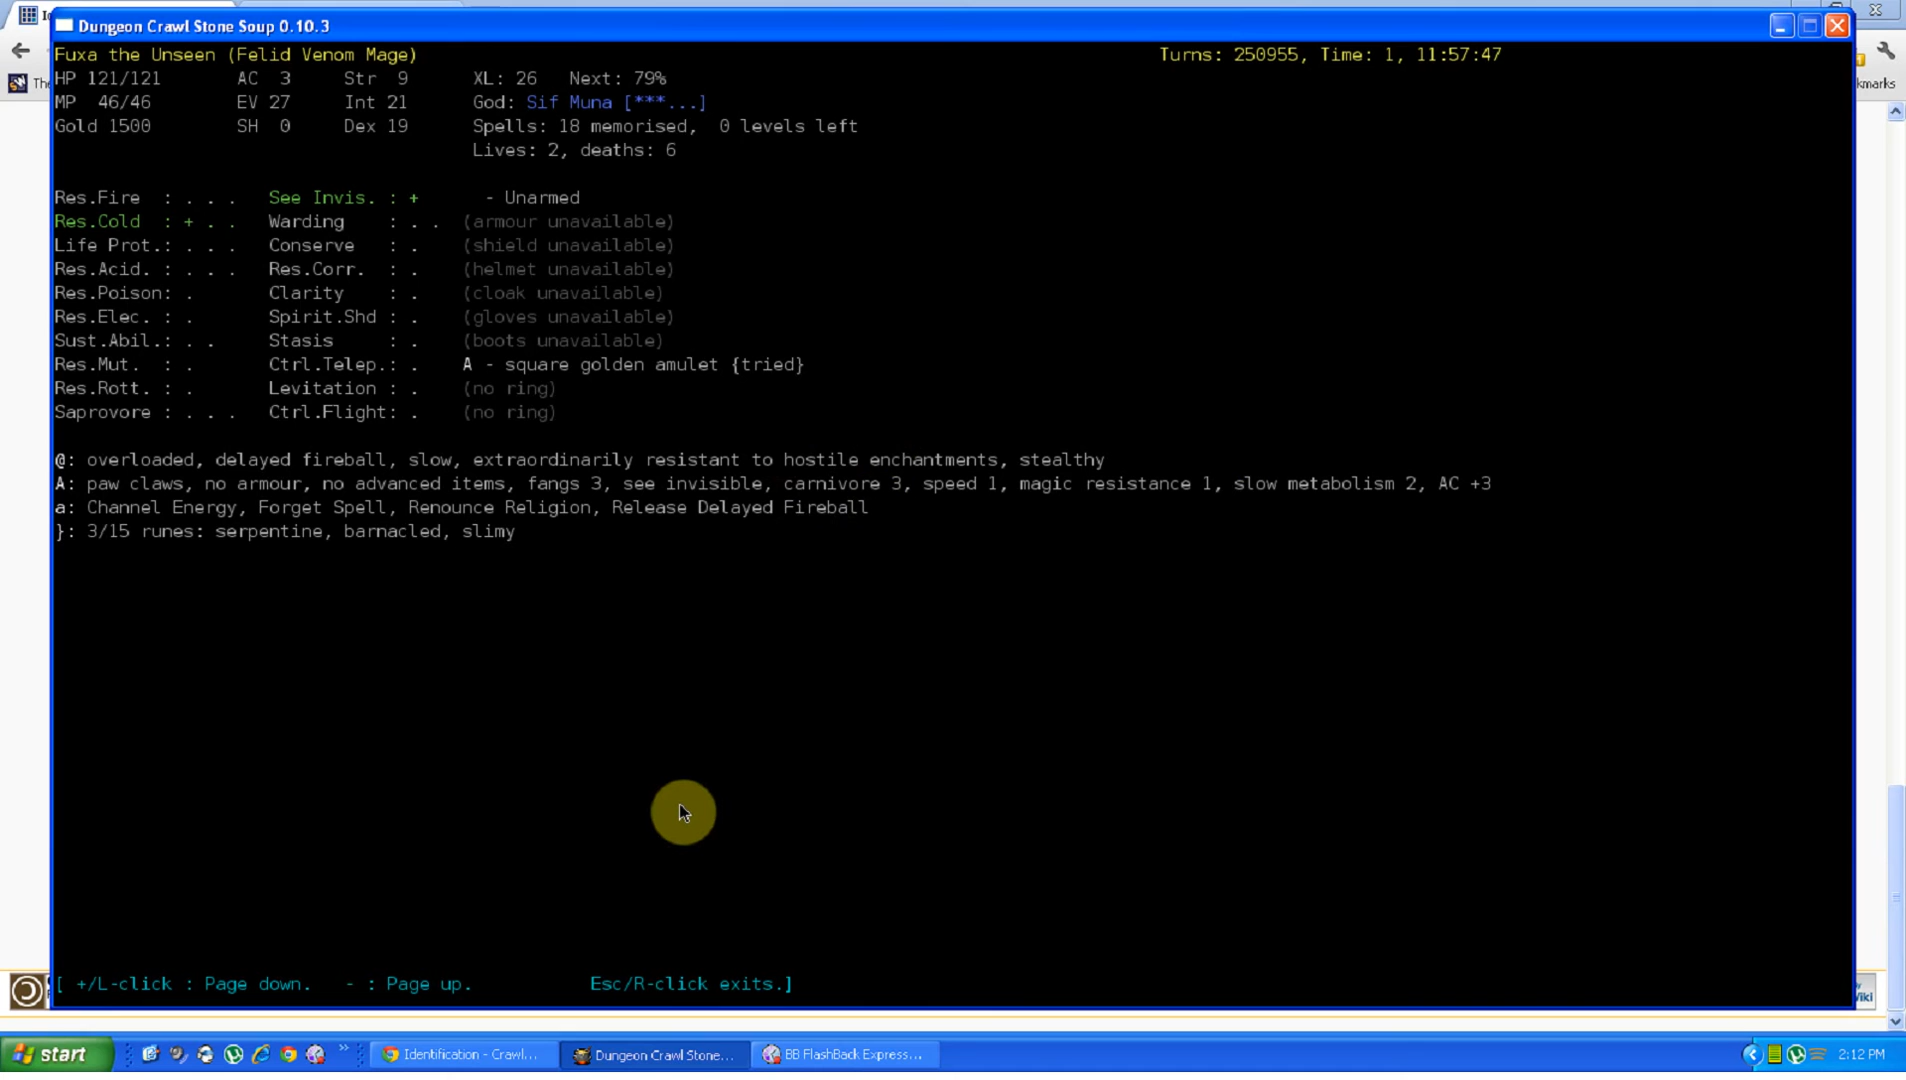 Dungeon Crawl Stone Soup 0.10.3
Fuxa the Unseen (Felid Venom Mage) Turns: 250955, Time: 1, 11:57:47
HP 121/121 AC 3 Str 9 XL: 26 Next: 79%
MP 46/46 EV 27 Int 21 God: Sif Muna [***...]
Gold 1500 SH 0 Dex 19 Spells: 18 memorised, 0 levels left
Lives: 2, deaths: 6
Res.Fire : . . . See Invis. : + - Unarmed
Res.Cold : + . . Warding : . . (armour unavailable)
Life Prot.: . . . Conserve : . (shield unavailable)
Res.Acid. : . . . Res.Corr. : . (helmet unavailable)
Res.Poison: . Clarity : . (cloak unavailable)
Res.Elec. : . Spirit.Shd : . (gloves unavailable)
Sust.Abil.: . . Stasis : . (boots unavailable)
Res.Mut. : . Ctrl.Telep.: . A - square golden amulet {tried}
Res.Rott. : . Levitation : . (no ring)
Saprovore : . . . Ctrl.Flight: . (no ring)
@: overloaded, delayed fireball, slow, extraordinarily resistant to hostile enchantments, stealthy
A: paw claws, no armour, no advanced items, fangs 3, see invisible, carnivore 3, speed 1, magic resistance 1, slow metabolism 2, AC +3
a: Channel Energy, Forget Spell, Renounce Religion, Release Delayed Fireball
}: 3/15 runes: serpentine, barnacled, slimy
[ +/L-click : Page down. - : Page up. Esc/R-click exits.]
start Identification - Crawl... Dungeon Crawl Stone... BB FlashBack Express... 2:12 PM